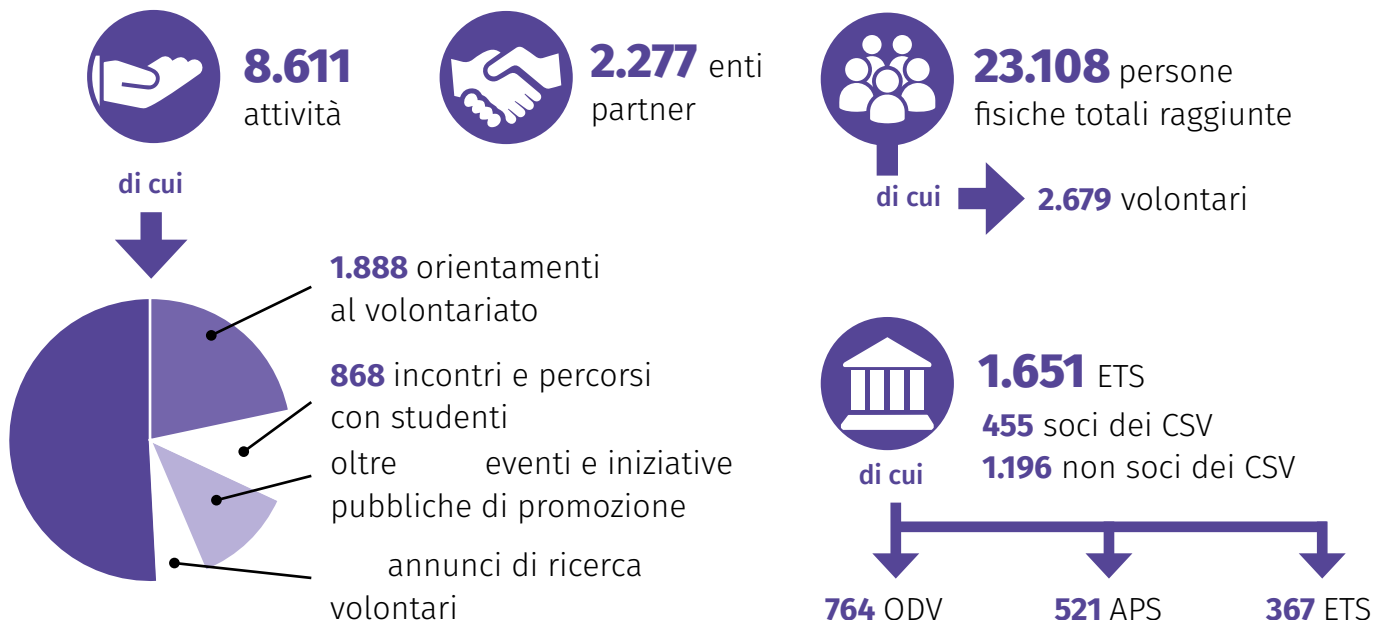 8.611
attività
2.277 enti
partner
23.108 persone
fisiche totali raggiunte
di cui
2.679 volontari
di cui
1.888 orientamenti
al volontariato
868 incontri e percorsi
con studenti
oltre eventi e iniziative
pubbliche di promozione
annunci di ricerca
volontari
1.651 ETS
455 soci dei CSV
1.196 non soci dei CSV
di cui
764 ODV
521 APS
367 ETS